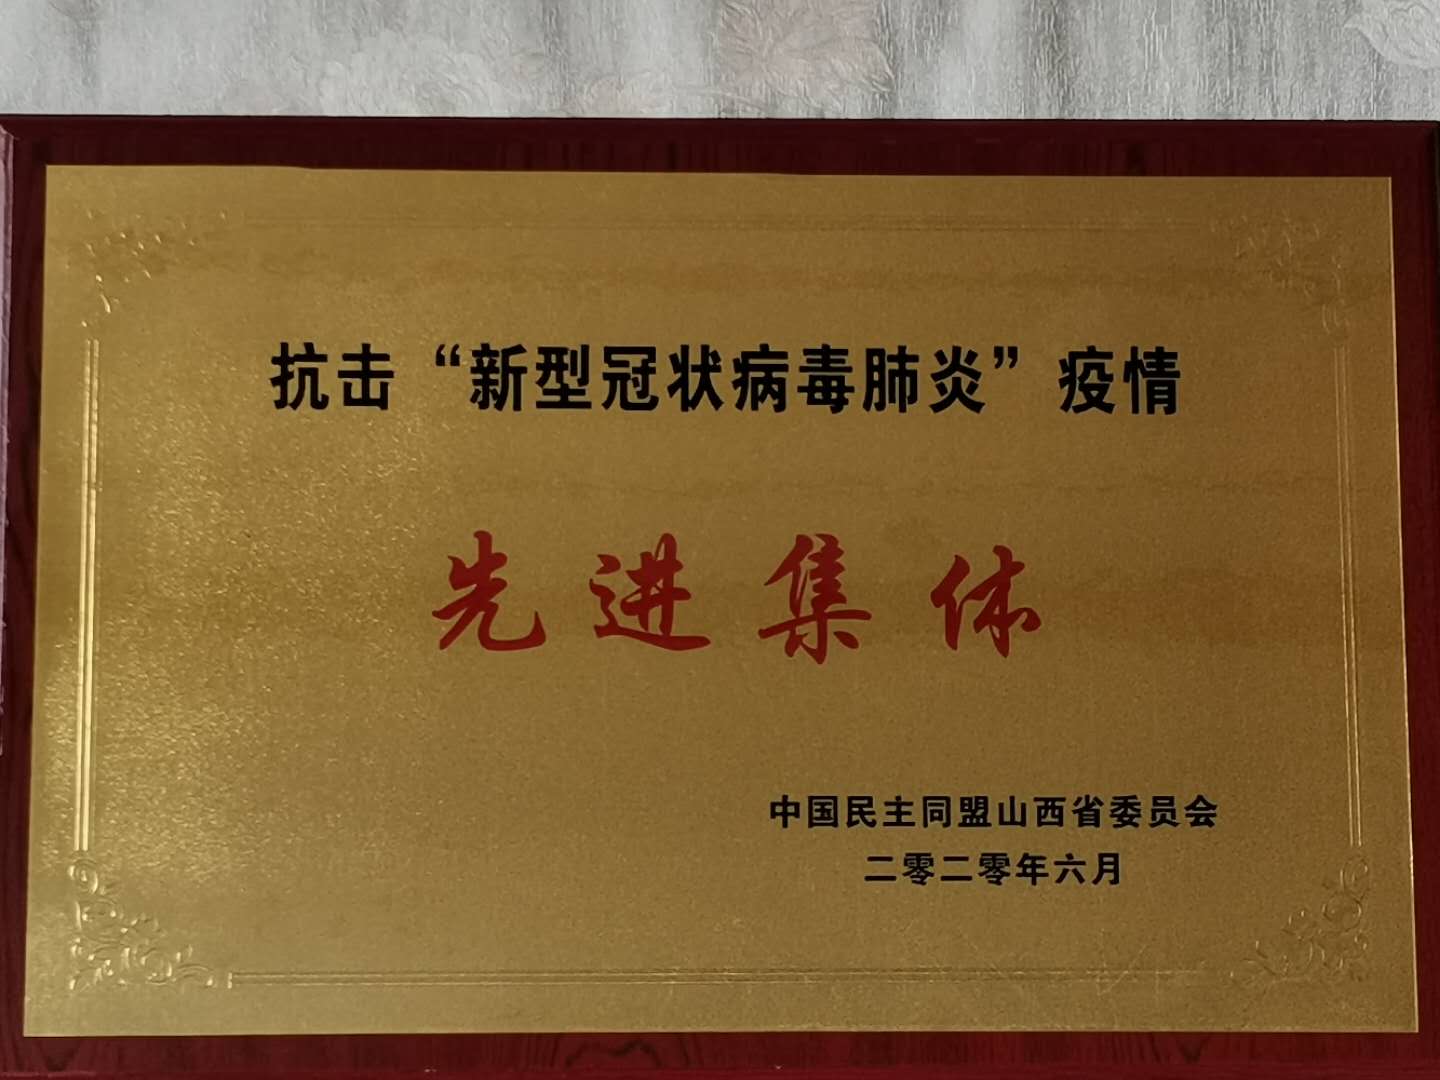 抗击“新型冠状病毒肺炎”疫情
先进集体
中国民主同盟山西省委员会
二零二零年六月